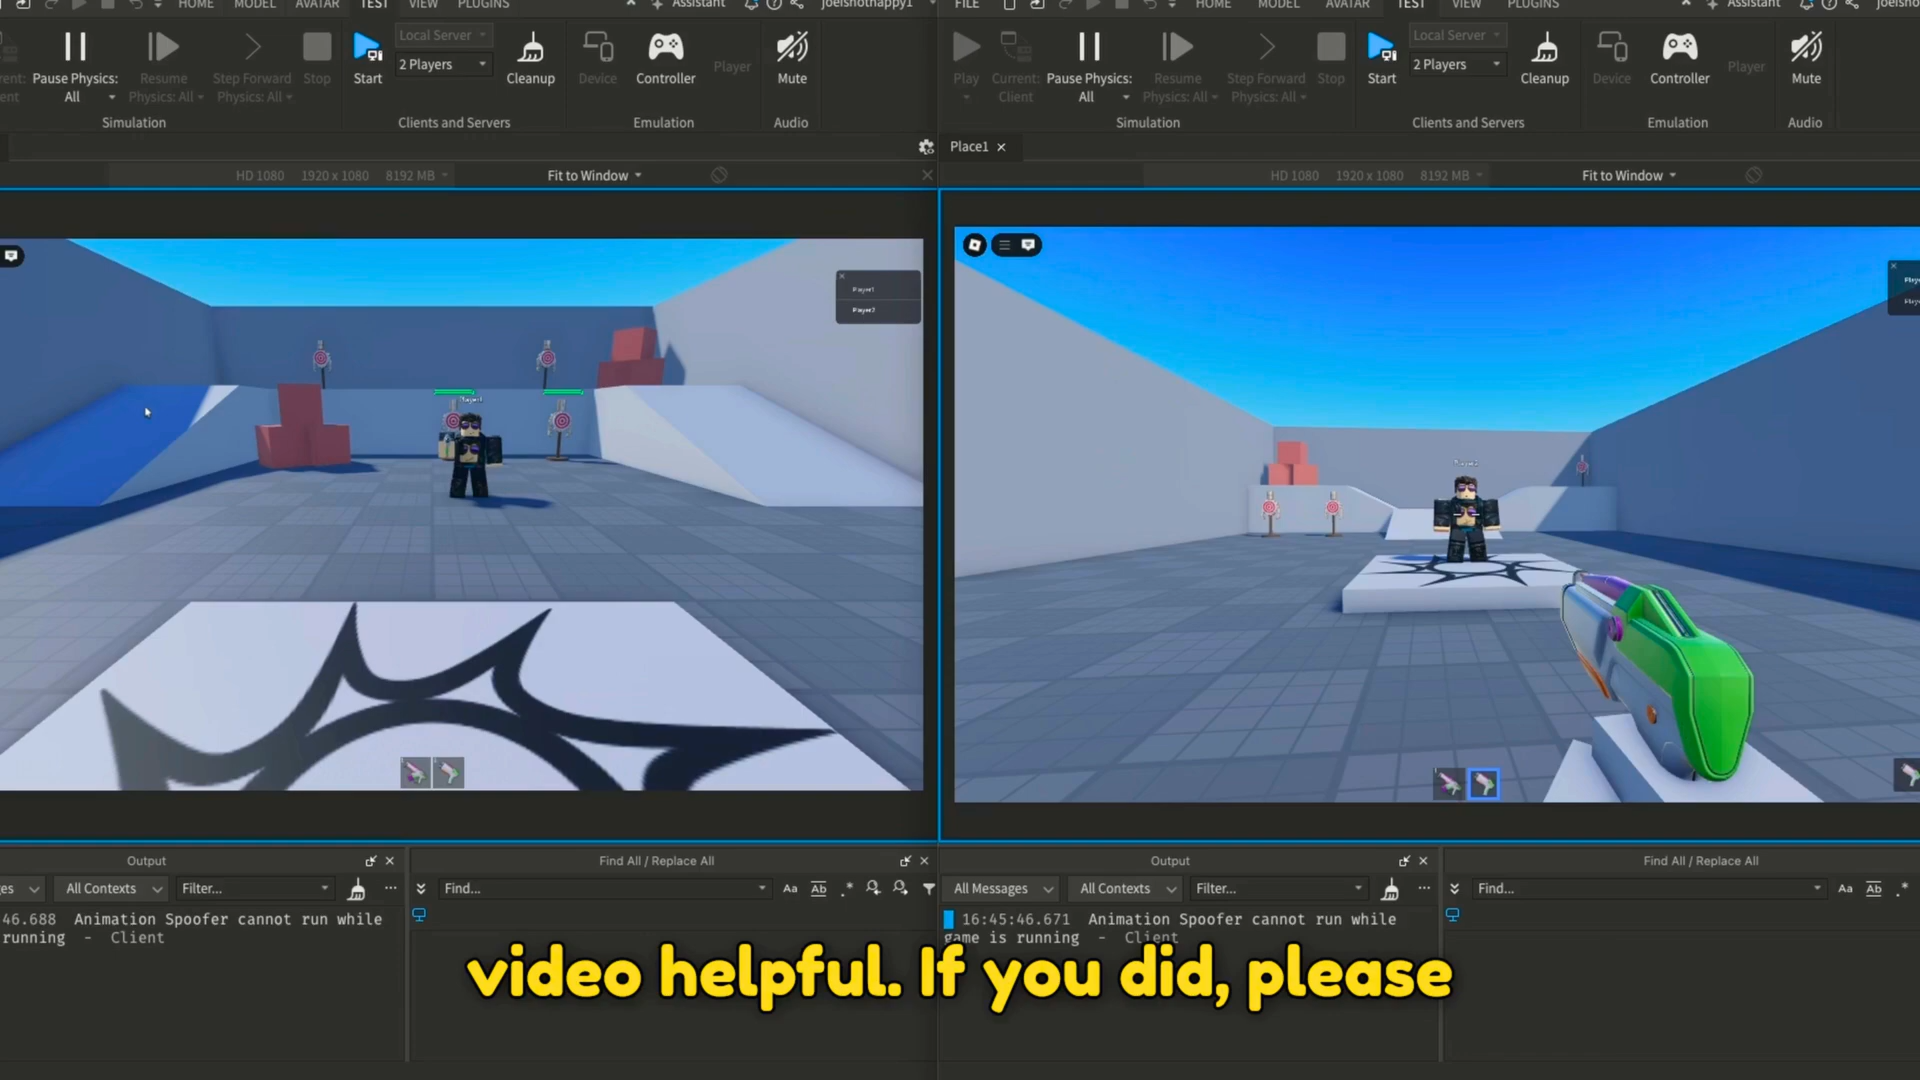 HOME MODEL AVATAR TEST VIEW PLUGINS Assistant joelshothappy1
Pause Physics: All
Resume Physics: All
Step Forward Physics: All
Stop
Simulation
Start
Local Server
2 Players
Cleanup
Clients and Servers
Device
Controller
Player
Emulation
Mute
Audio
HD 1080 1920 x 1080 8192 MB
Fit to Window
Player1
Player2
Output
All Contexts
Filter...
46.688 Animation Spoofer cannot run while
running - Client
Find All / Replace All
Find...
Aa Ab .*
FILE HOME MODEL AVATAR TEST VIEW PLUGINS Assistant
Play
Current: Client
Pause Physics: All
Resume Physics: All
Step Forward Physics: All
Stop
Simulation
Start
Local Server
2 Players
Cleanup
Clients and Servers
Device
Controller
Player
Emulation
Mute
Audio
Place1
HD 1080 1920 x 1080 8192 MB
Fit to Window
Output
All Messages
All Contexts
Filter...
16:45:46.671 Animation Spoofer cannot run while
game is running - Client
Find All / Replace All
Find...
Aa Ab .*
video helpful. If you did, please